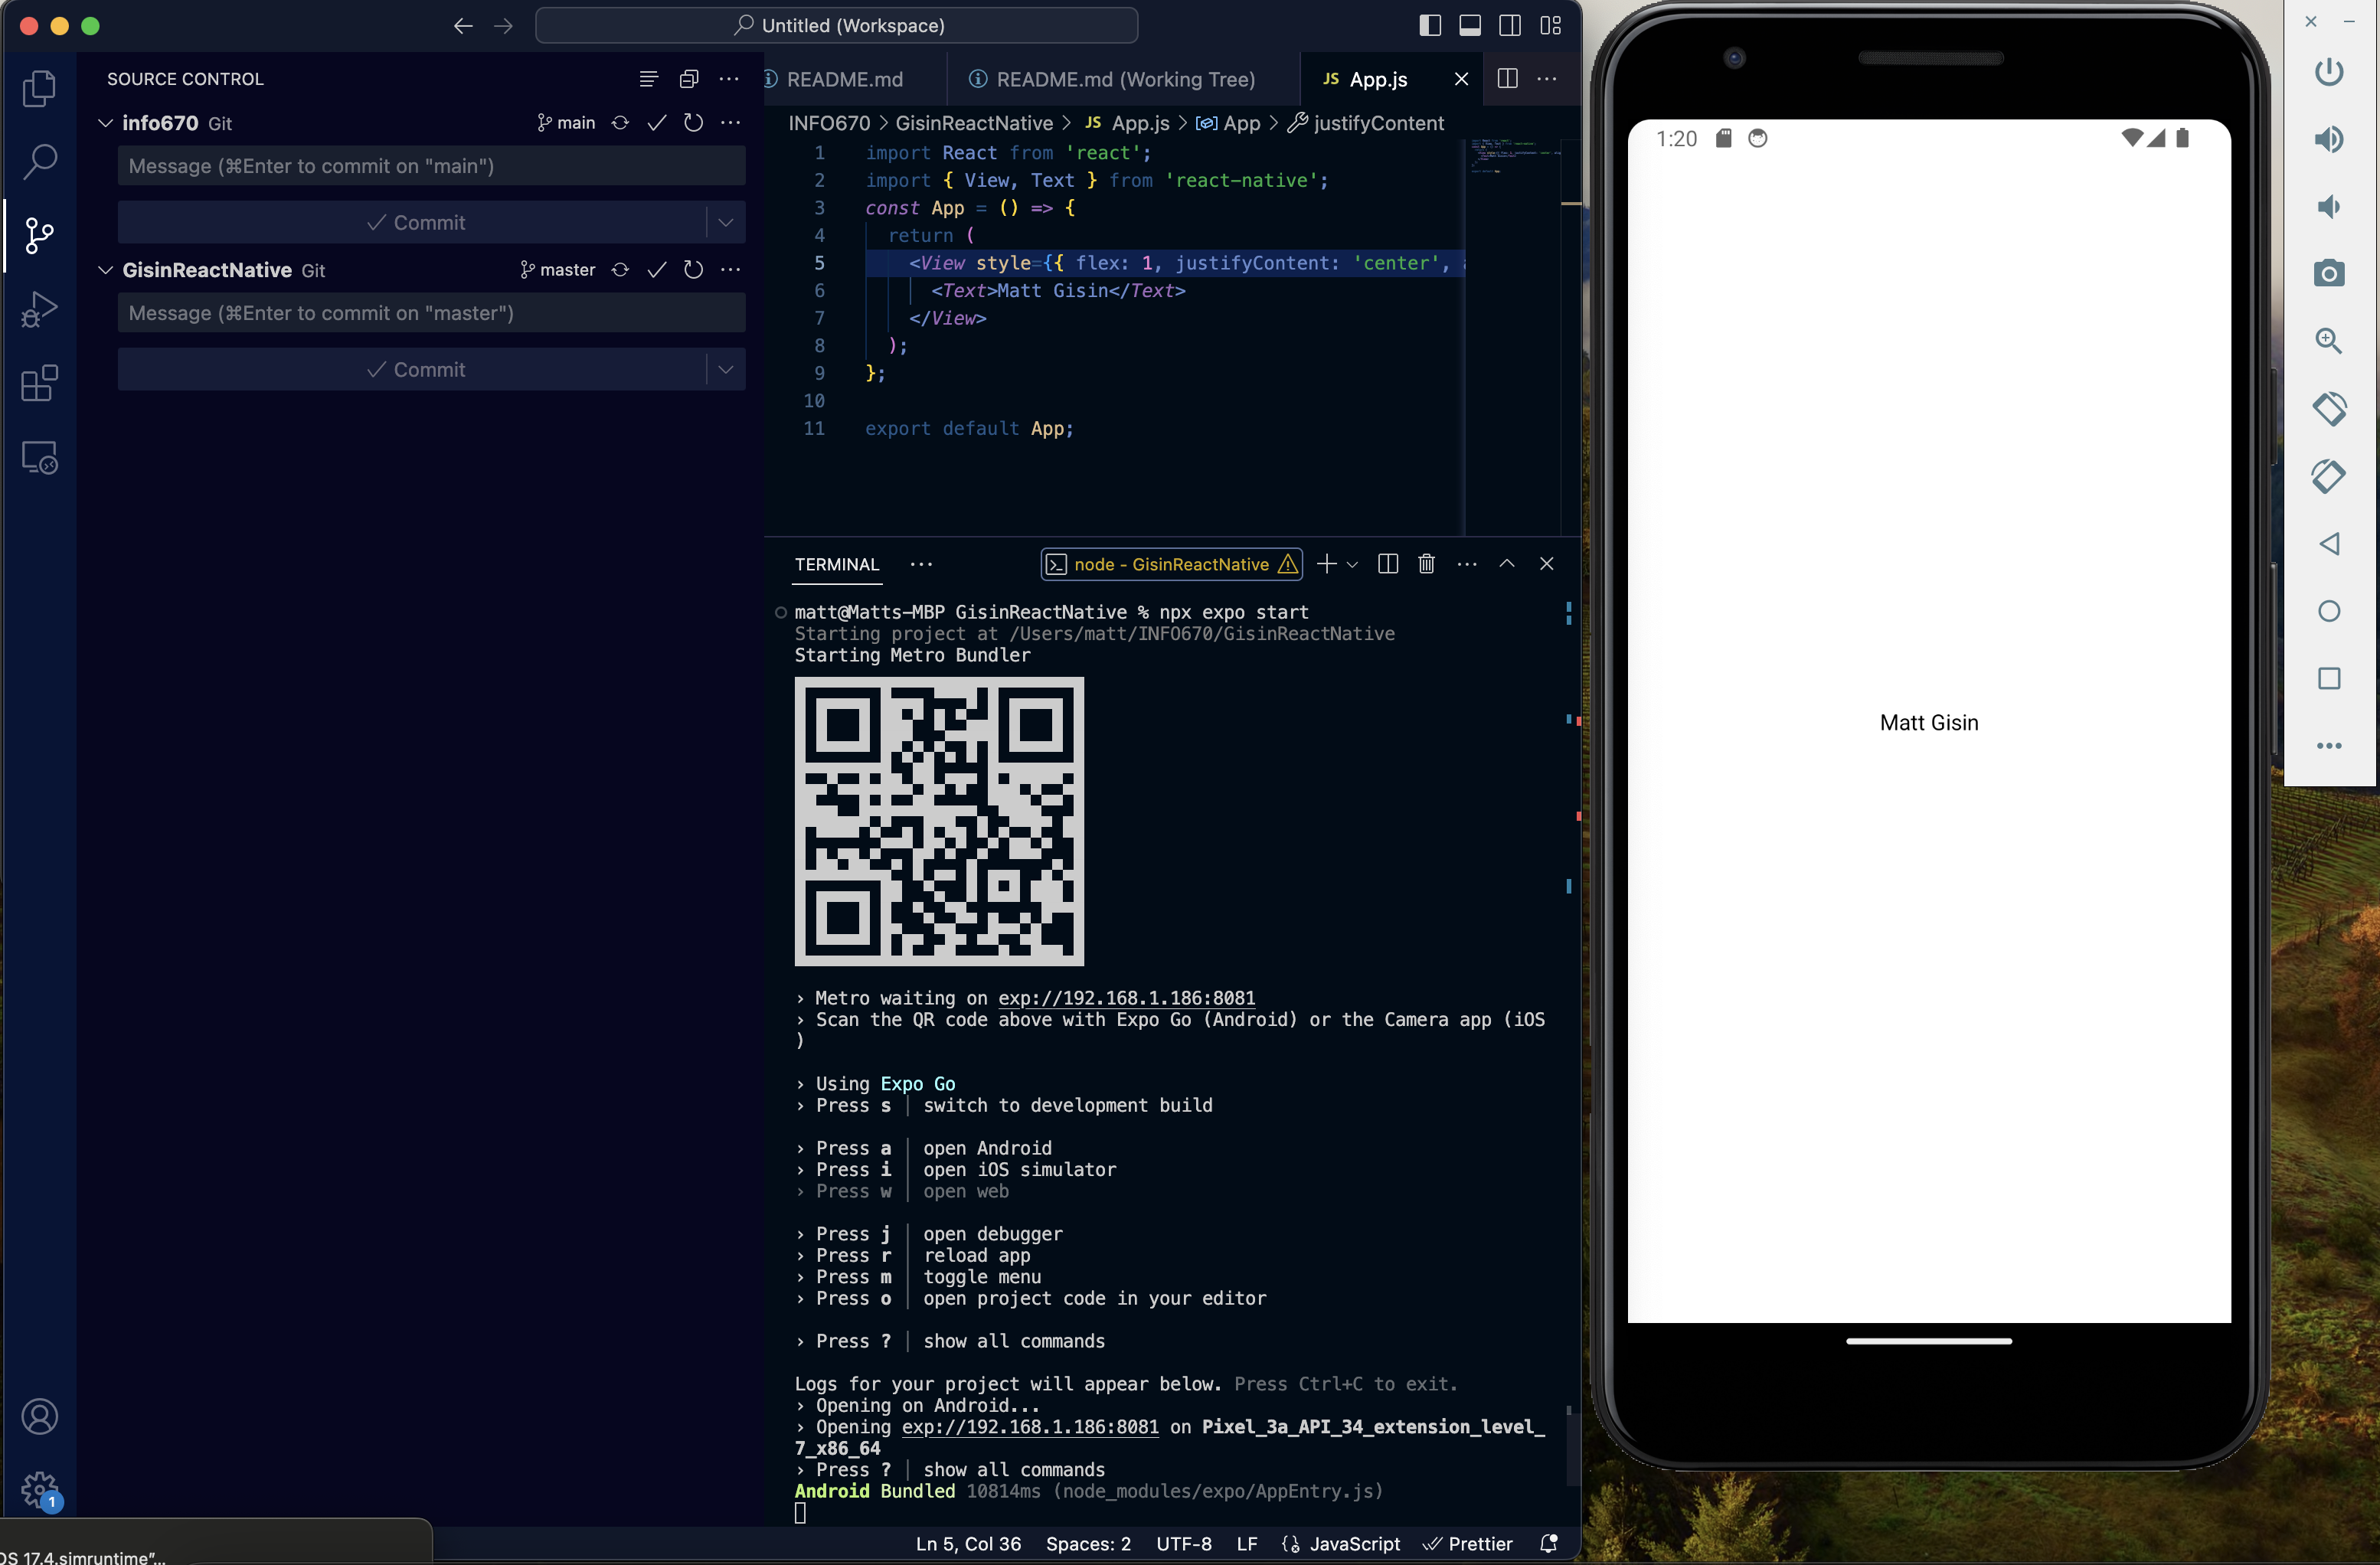 Untitled (Workspace)
SOURCE CONTROL
info670 Git main
Message (⌘Enter to commit on "main")
Commit
GisinReactNative Git master
Message (⌘Enter to commit on "master")
Commit
1
README.md README.md (Working Tree) JS App.js
INFO670 > GisinReactNative > JS App.js > App > justifyContent
1 import React from 'react';
2 import { View, Text } from 'react-native';
3 const App = () => {
4 return (
5 <View style={{ flex: 1, justifyContent: 'center',
6 <Text>Matt Gisin</Text>
7 </View>
8 );
9 };
10
11 export default App;
TERMINAL node - GisinReactNative
matt@Matts-MBP GisinReactNative % npx expo start
Starting project at /Users/matt/INFO670/GisinReactNative
Starting Metro Bundler
› Metro waiting on exp://192.168.1.186:8081
› Scan the QR code above with Expo Go (Android) or the Camera app (iOS
)
› Using Expo Go
› Press s │ switch to development build
› Press a │ open Android
› Press i │ open iOS simulator
› Press w │ open web
› Press j │ open debugger
› Press r │ reload app
› Press m │ toggle menu
› Press o │ open project code in your editor
› Press ? │ show all commands
Logs for your project will appear below. Press Ctrl+C to exit.
› Opening on Android...
› Opening exp://192.168.1.186:8081 on Pixel_3a_API_34_extension_level_
7_x86_64
› Press ? │ show all commands
Android Bundled 10814ms (node_modules/expo/AppEntry.js)
Ln 5, Col 36 Spaces: 2 UTF-8 LF JavaScript Prettier
OS 17.4.simruntime”...
1:20
Matt Gisin